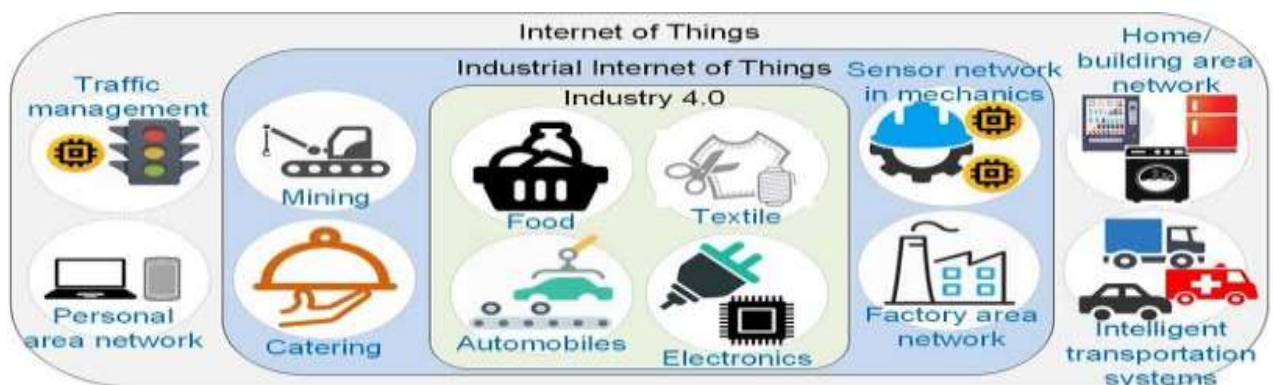 Internet of Things
Industrial Internet of Things
Industry 4.0
Traffic
management
Personal
area network
Mining
Catering
Food
Textile
Automobiles
Electronics
Sensor network
in mechanics
Factory area
network
Home/
building area
network
Intelligent
transportation
systems